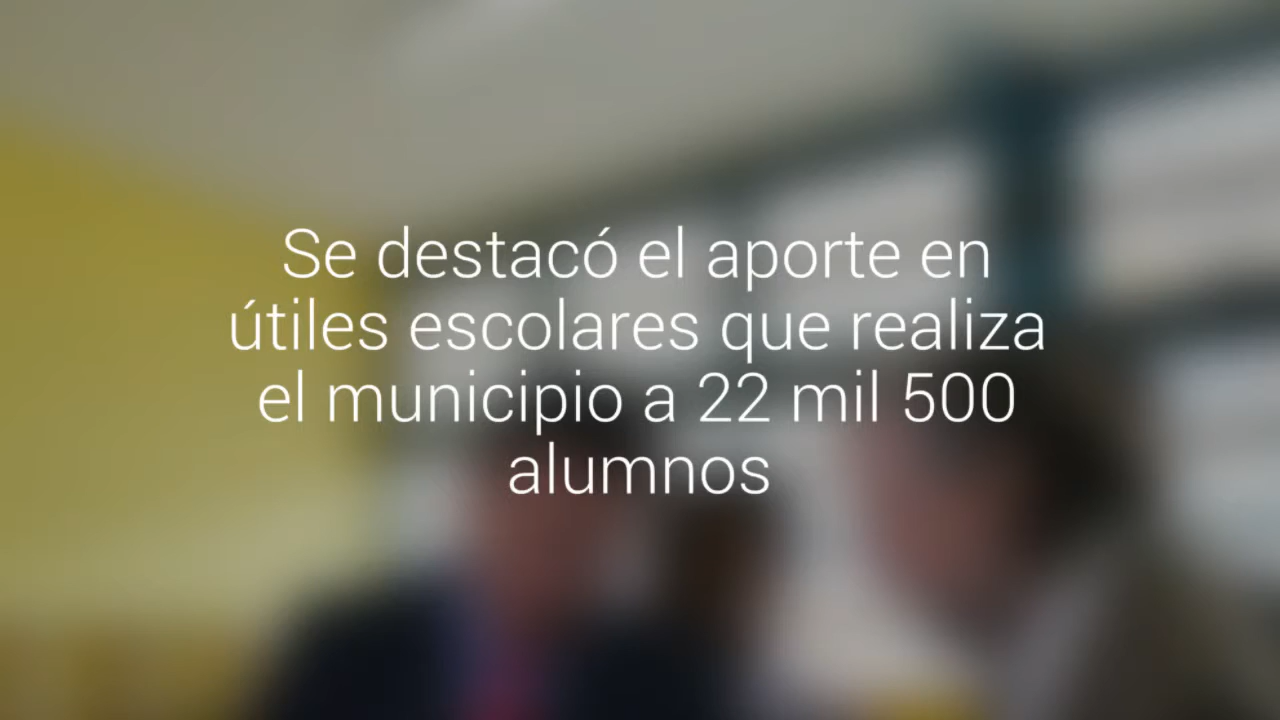 Se destacó el aporte en
útiles escolares que realiza
el municipio a 22 mil 500
alumnos